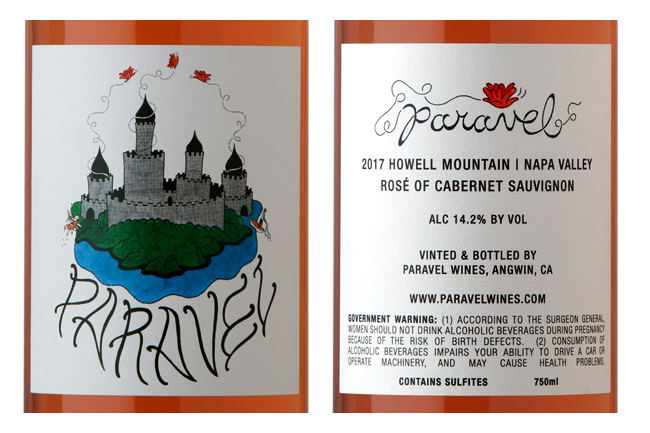 PARAVEL
paravel
2017 HOWELL MOUNTAIN | NAPA VALLEY
ROSÉ OF CABERNET SAUVIGNON
ALC 14.2% BY VOL
VINTED & BOTTLED BY
PARAVEL WINES, ANGWIN, CA
WWW.PARAVELWINES.COM
GOVERNMENT WARNING: (1) ACCORDING TO THE SURGEON GENERAL,
WOMEN SHOULD NOT DRINK ALCOHOLIC BEVERAGES DURING PREGNANCY
BECAUSE OF THE RISK OF BIRTH DEFECTS. (2) CONSUMPTION OF
ALCOHOLIC BEVERAGES IMPAIRS YOUR ABILITY TO DRIVE A CAR OR
OPERATE MACHINERY, AND MAY CAUSE HEALTH PROBLEMS.
CONTAINS SULFITES 750ml